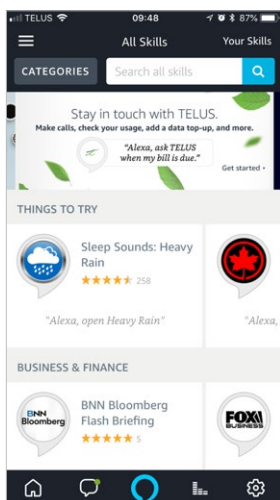 TELUS 09:48 87%
All Skills Your Skills
CATEGORIES Search all skills
Stay in touch with TELUS.
Make calls, check your usage, add a data top-up, and more.
"Alexa, ask TELUS
when my bill is due."
Get started
THINGS TO TRY
Sleep Sounds: Heavy
Rain
258
"Alexa, open Heavy Rain"
"Alexa,
BUSINESS & FINANCE
BNN
Bloomberg
BNN Bloomberg
Flash Briefing
5
FOX
BUSINESS